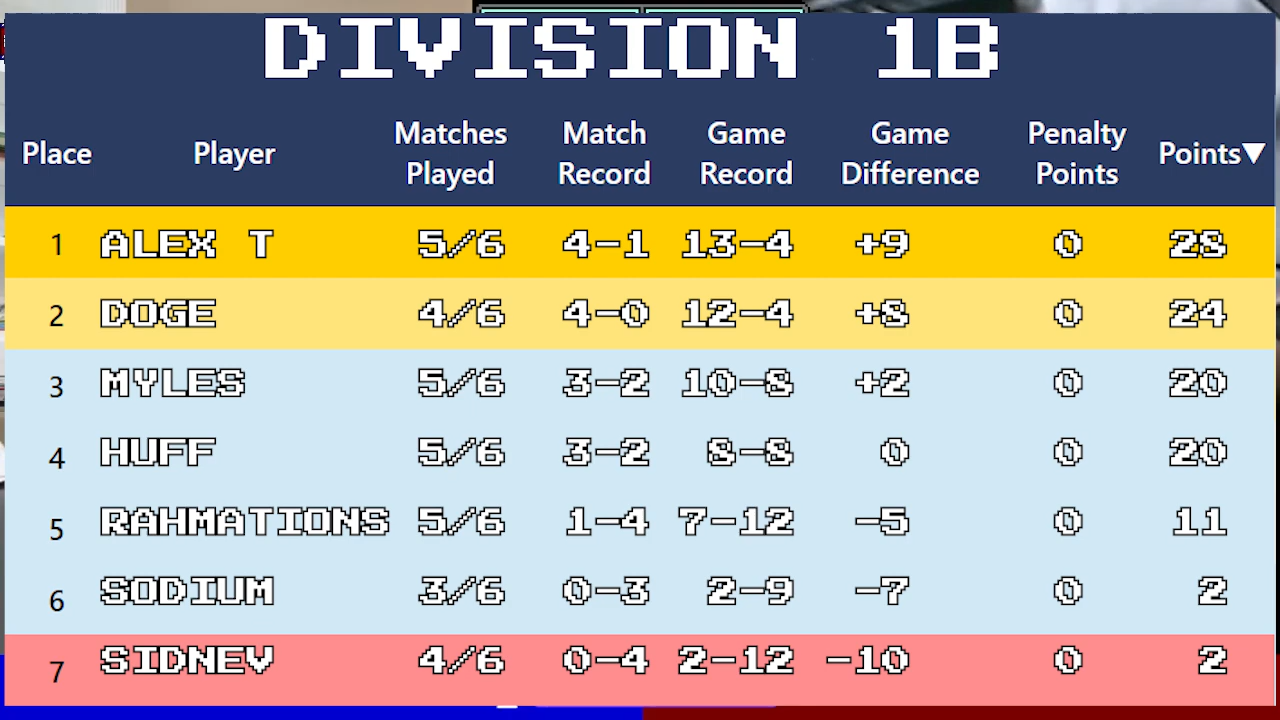 DIVISION 1B
Place Player Matches Played Match Record Game Record Game Difference Penalty Points Points▼
1 ALEX T 5/6 4-1 13-4 +9 0 28
2 DOGE 4/6 4-0 12-4 +8 0 24
3 MYLES 5/6 3-2 10-8 +2 0 20
4 HUFF 5/6 3-2 8-8 0 0 20
5 RAHMATIONS 5/6 1-4 7-12 -5 0 11
6 SODIUM 3/6 0-3 2-9 -7 0 2
7 SIDNEV 4/6 0-4 2-12 -10 0 2